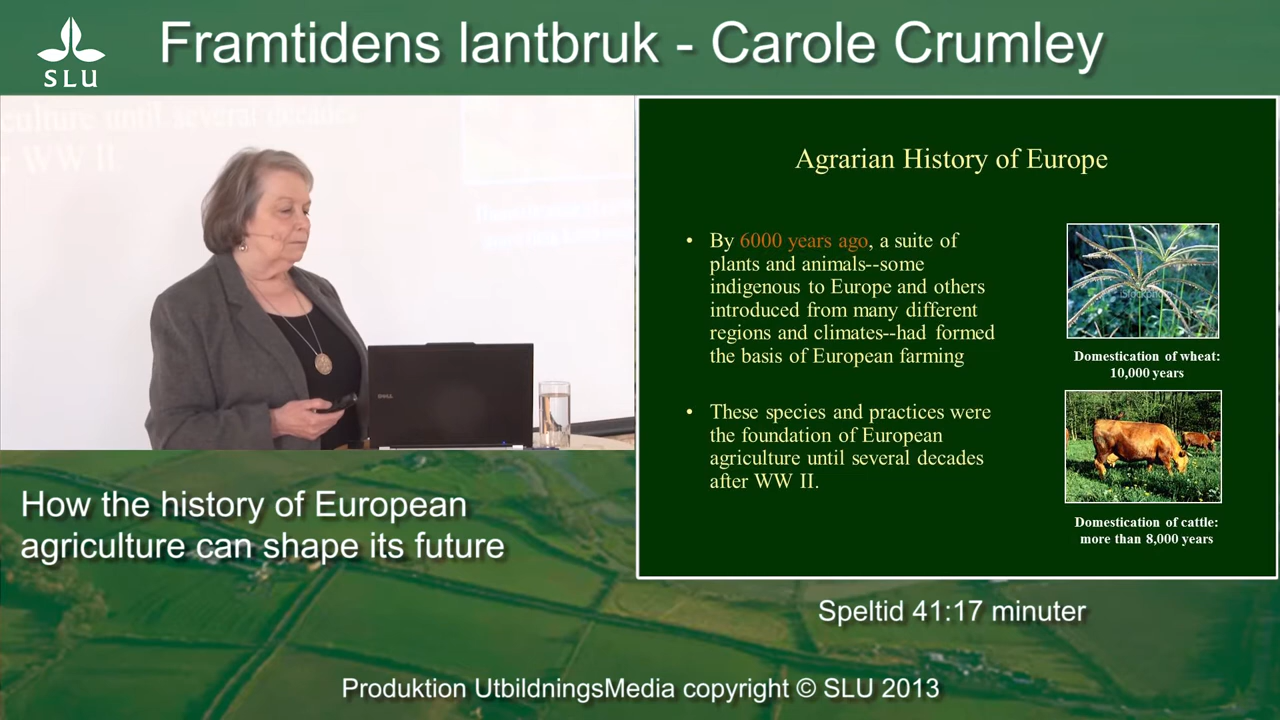 SLU
Framtidens lantbruk - Carole Crumley
culture until several decades
WW II.
DELL
Agrarian History of Europe
• By 6000 years ago, a suite of
plants and animals--some
indigenous to Europe and others
introduced from many different
regions and climates--had formed
the basis of European farming
• These species and practices were
the foundation of European
agriculture until several decades
after WW II.
iStockphoto
Domestication of wheat:
10,000 years
Domestication of cattle:
more than 8,000 years
How the history of European
agriculture can shape its future
Speltid 41:17 minuter
Produktion UtbildningsMedia copyright © SLU 2013